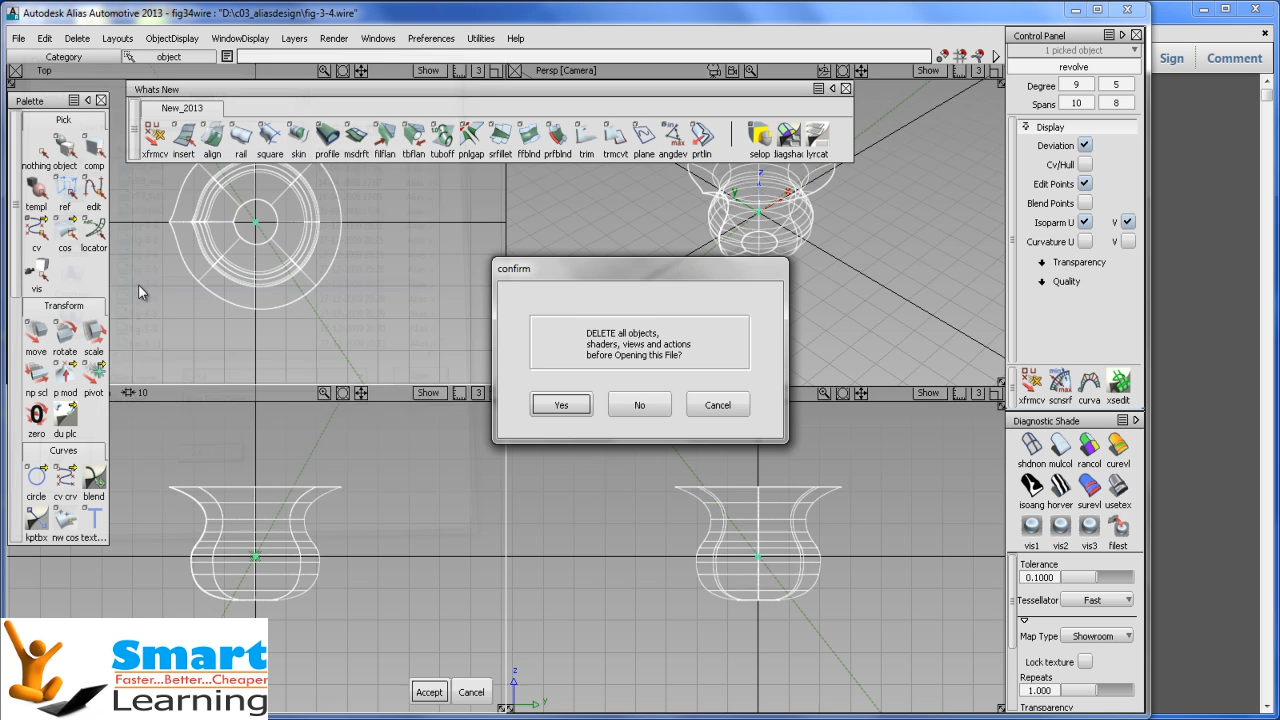 Autodesk Alias Automotive 2013 - fig34wire : "D:\c03_aliasdesign\fig-3-4.wire"
File Edit Delete Layouts ObjectDisplay WindowDisplay Layers Render Windows Preferences Utilities Help
Category object
Top Show 3
Persp [Camera] Show 3
Whats New
New_2013
xfrmcv insert align rail square skin profile msdrft filflan tbflan tuboff pnlgap srfillet ffblnd prfblnd trim trmcvt plane angdev prtlin selop liagshar lyrcat
Palette
Pick
nothing object comp
templ ref edit
cv cos locator
vis
Transform
move rotate scale
np scl p mod pivot
zero du plc
Curves
circle cv crv blend
kptbx nw cos text...
10 Show 3
Show 3
confirm
DELETE all objects,
shaders, views and actions
before Opening this File?
Yes No Cancel
Accept Cancel
z
y
Control Panel
1 picked object
revolve
Degree 9 5
Spans 10 8
Display
Deviation
Cv/Hull
Edit Points
Blend Points
Isoparm U V
Curvature U V
Transparency
Quality
xfrmcv scnsrf curva xsedit
Diagnostic Shade
shdnon mulcol rancol curevl
isoang horver surevl usetex
vis1 vis2 vis3 filest
Tolerance
0.1000
Tessellator Fast
Map Type Showroom
Lock texture
Repeats
1.000
Transparency
Sign Comment
Smart
Faster...Better...Cheaper
Learning